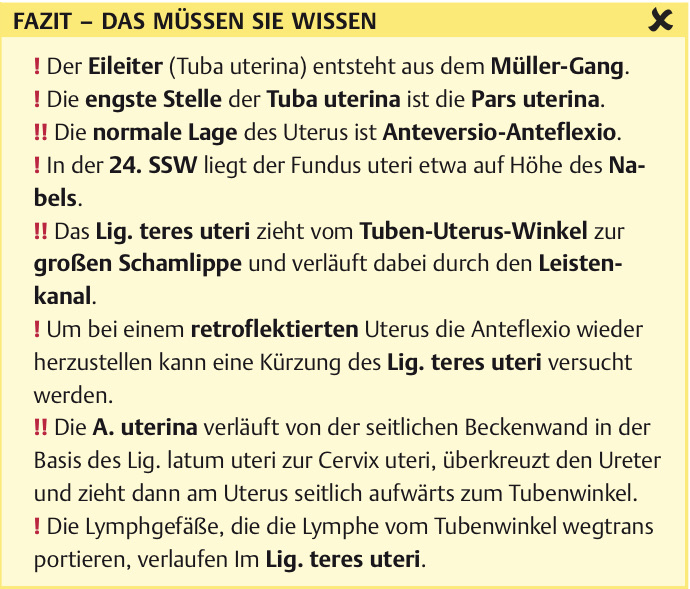 FAZIT – DAS MÜSSEN SIE WISSEN
! Der Eileiter (Tuba uterina) entsteht aus dem Müller-Gang.
! Die engste Stelle der Tuba uterina ist die Pars uterina.
!! Die normale Lage des Uterus ist Anteversio-Anteflexio.
! In der 24. SSW liegt der Fundus uteri etwa auf Höhe des Na-
bels.
!! Das Lig. teres uteri zieht vom Tuben-Uterus-Winkel zur
großen Schamlippe und verläuft dabei durch den Leisten-
kanal.
! Um bei einem retroflektierten Uterus die Anteflexio wieder
herzustellen kann eine Kürzung des Lig. teres uteri versucht
werden.
!! Die A. uterina verläuft von der seitlichen Beckenwand in der
Basis des Lig. latum uteri zur Cervix uteri, überkreuzt den Ureter
und zieht dann am Uterus seitlich aufwärts zum Tubenwinkel.
! Die Lymphgefäße, die die Lymphe vom Tubenwinkel wegtrans
portieren, verlaufen Im Lig. teres uteri.